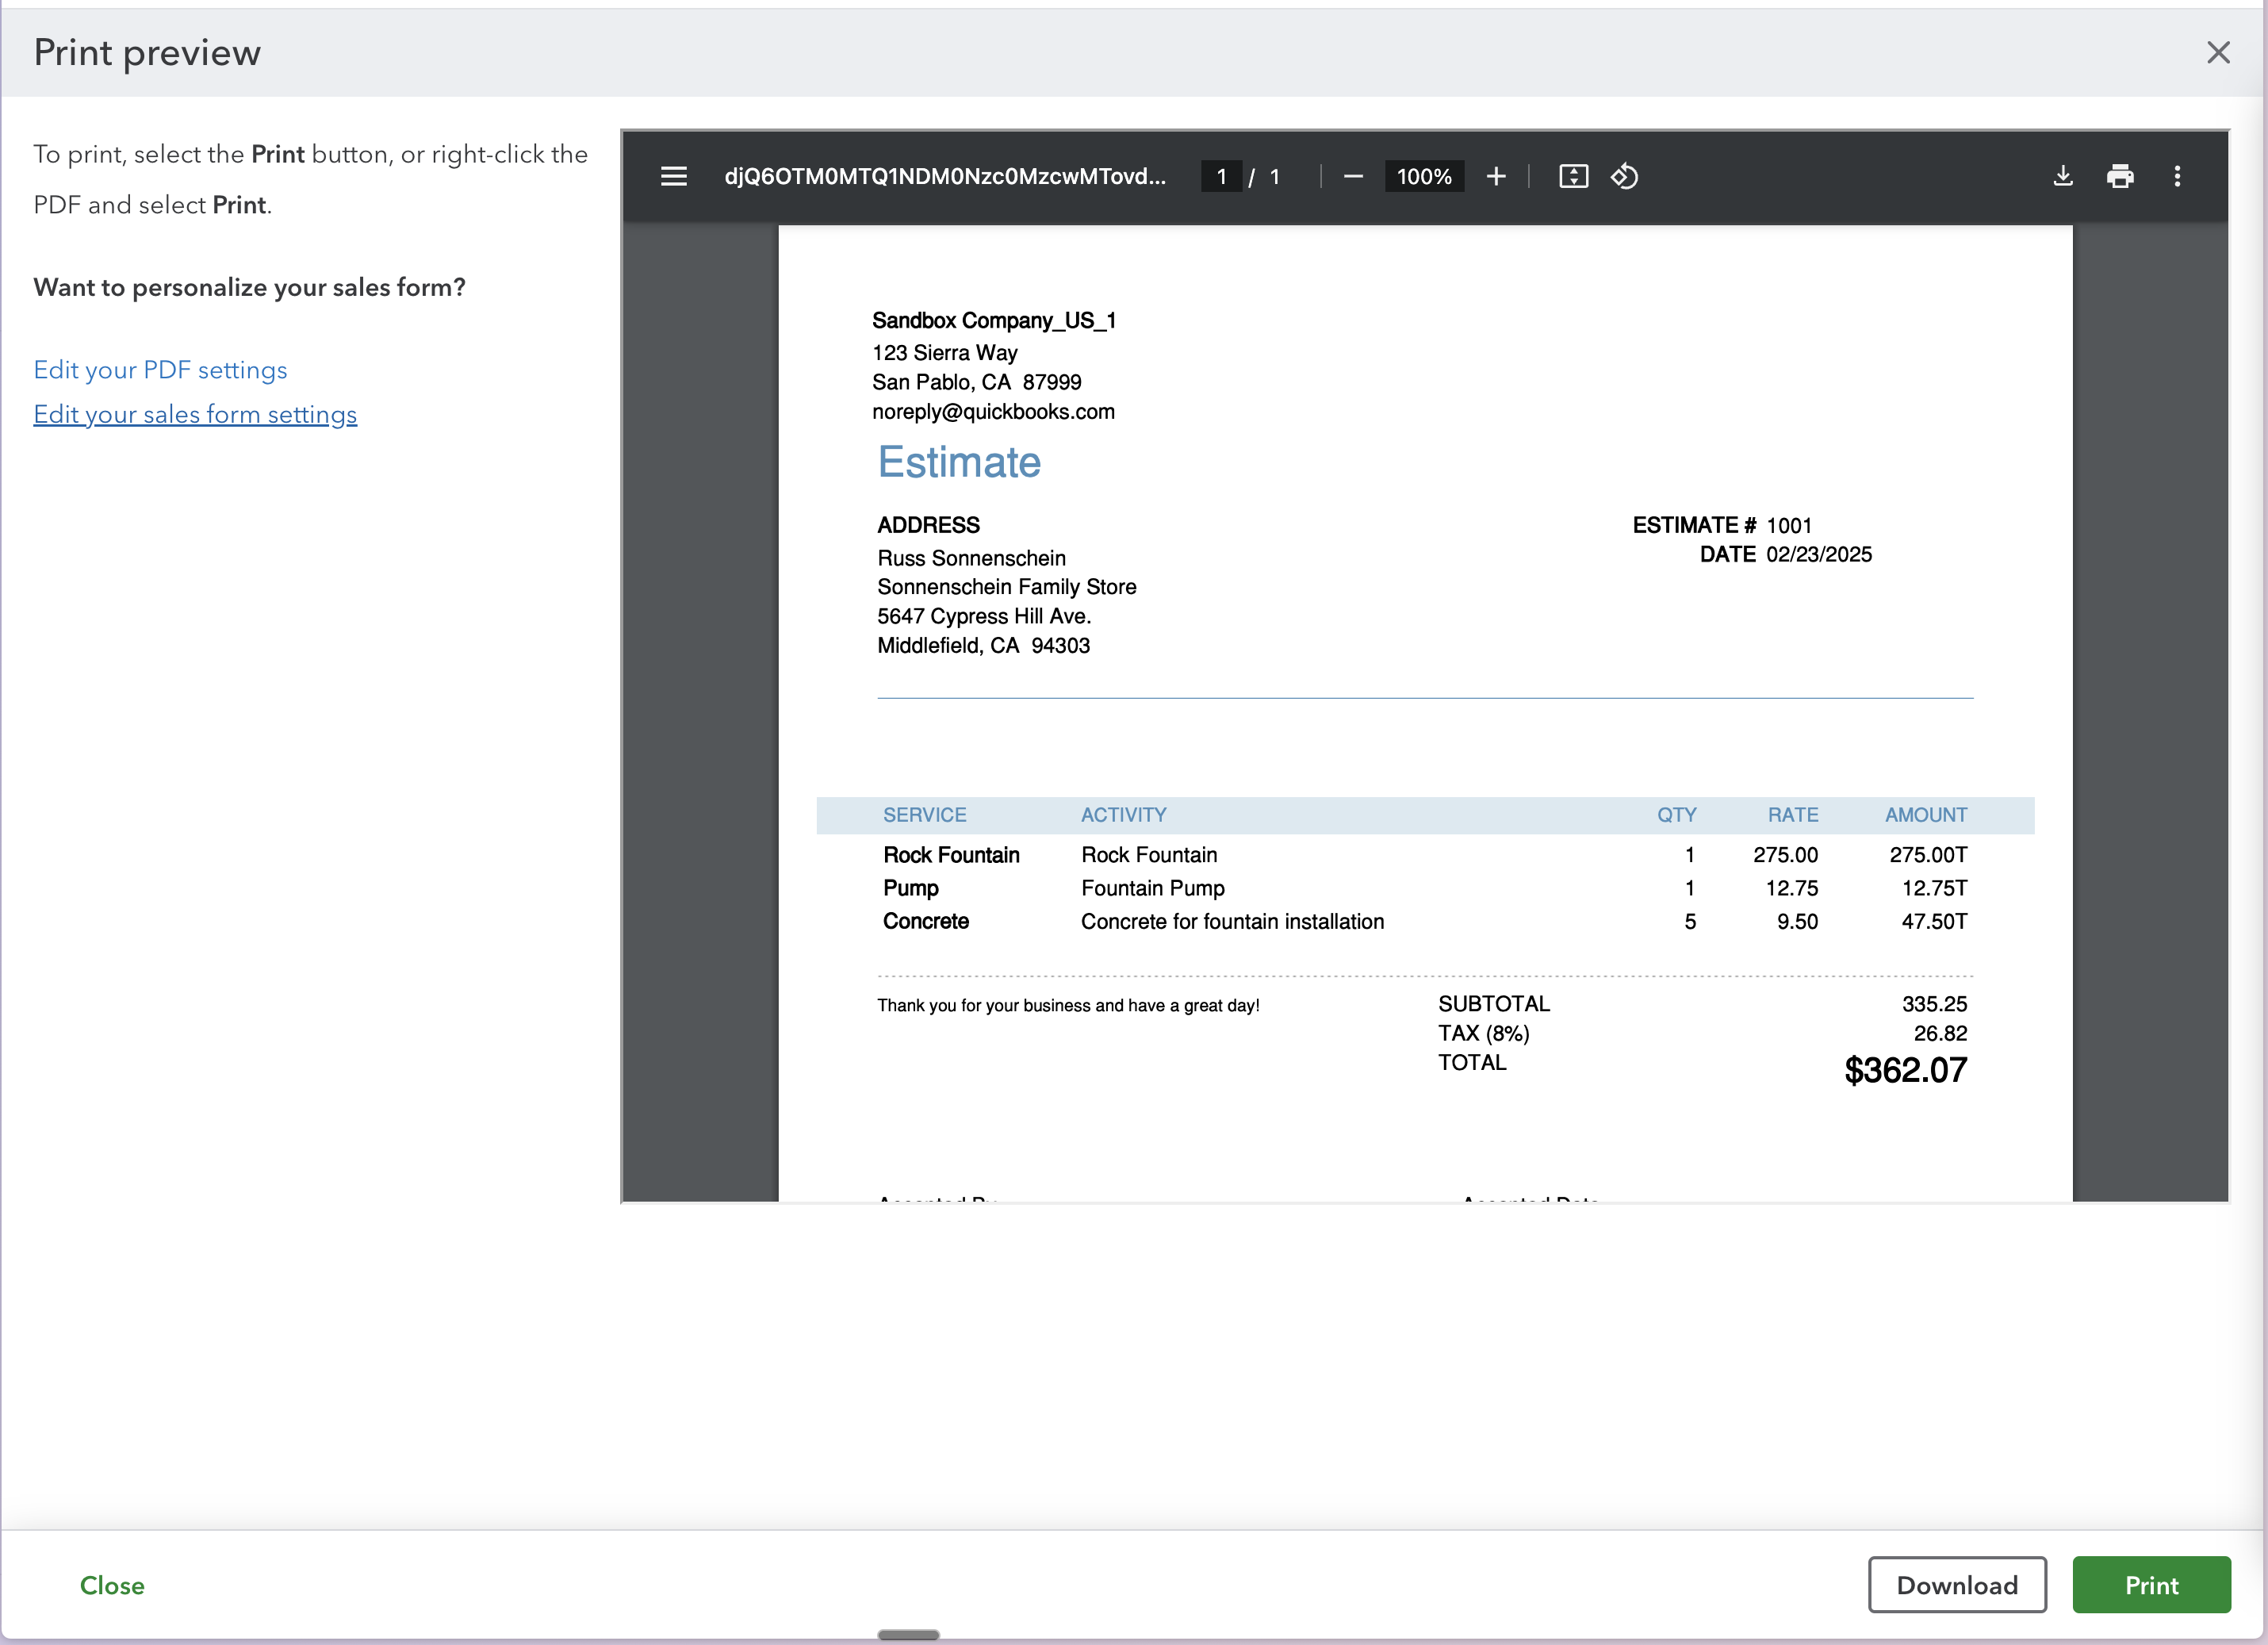 Print preview
To print, select the Print button, or right-click the
PDF and select Print.
Want to personalize your sales form?
Edit your PDF settings
Edit your sales form settings
djQ6OTM0MTQ1NDM0Nzc0MzcwMTovd... 1 / 1 100%
Sandbox Company_US_1
123 Sierra Way
San Pablo, CA 87999
noreply@quickbooks.com
Estimate
ADDRESS
Russ Sonnenschein
Sonnenschein Family Store
5647 Cypress Hill Ave.
Middlefield, CA 94303
ESTIMATE # 1001
DATE 02/23/2025
SERVICE ACTIVITY QTY RATE AMOUNT
Rock Fountain Rock Fountain 1 275.00 275.00T
Pump Fountain Pump 1 12.75 12.75T
Concrete Concrete for fountain installation 5 9.50 47.50T
Thank you for your business and have a great day!
SUBTOTAL 335.25
TAX (8%) 26.82
TOTAL $362.07
Accepted By Accepted Date
Close Download Print